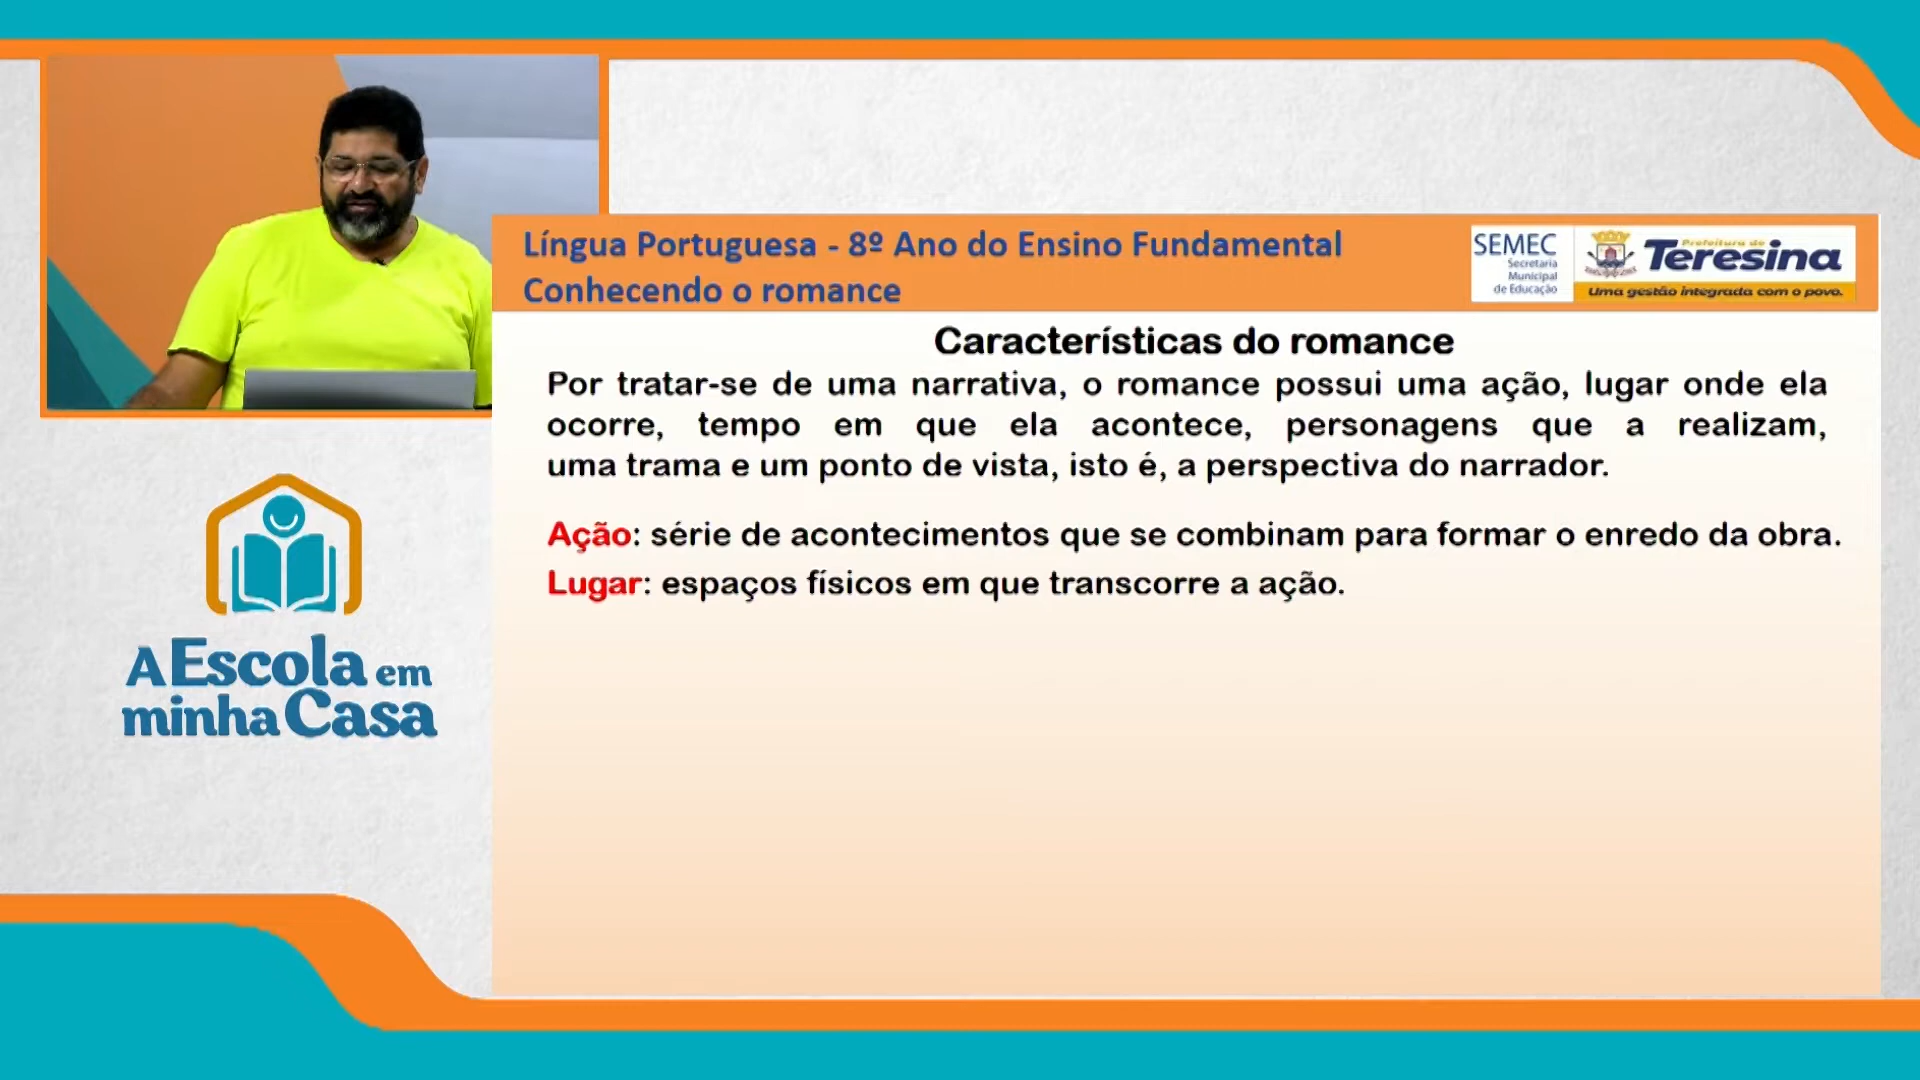 Língua Portuguesa - 8º Ano do Ensino Fundamental
Conhecendo o romance
SEMEC
Secretaria
Municipal
de Educação
Prefeitura de
Teresina
Uma gestão integrada com o povo.
Características do romance
Por tratar-se de uma narrativa, o romance possui uma ação, lugar onde ela
ocorre, tempo em que ela acontece, personagens que a realizam,
uma trama e um ponto de vista, isto é, a perspectiva do narrador.
Ação: série de acontecimentos que se combinam para formar o enredo da obra.
Lugar: espaços físicos em que transcorre a ação.
A Escola em
minha Casa